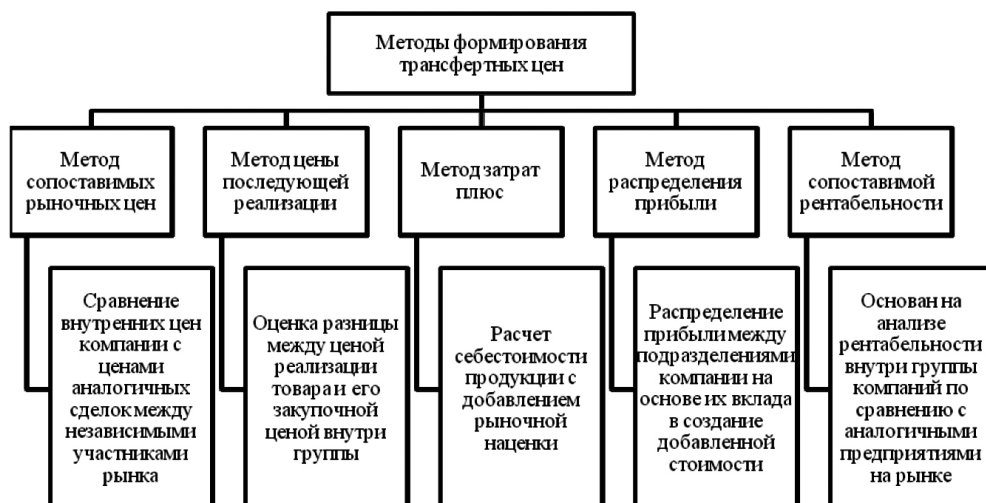 Методы формирования
трансфертных цен
Метод
сопоставимых
рыночных цен
Метод цены
последующей
реализации
Метод затрат
плюс
Метод
распределения
прибыли
Метод
сопоставимой
рентабельности
Сравнение
внутренних цен
компании с
ценами
аналогичных
сделок между
независимыми
участниками
рынка
Оценка разницы
между ценой
реализации
товара и его
закупочной
ценой внутри
группы
Расчет
себестоимости
продукции с
добавлением
рыночной
наценки
Распределение
прибыли между
подразделениями
компании на
основе их вклада
в создание
добавленной
стоимости
Основан на
анализе
рентабельности
внутри группы
компаний по
сравнению с
аналогичными
предприятиями
на рынке